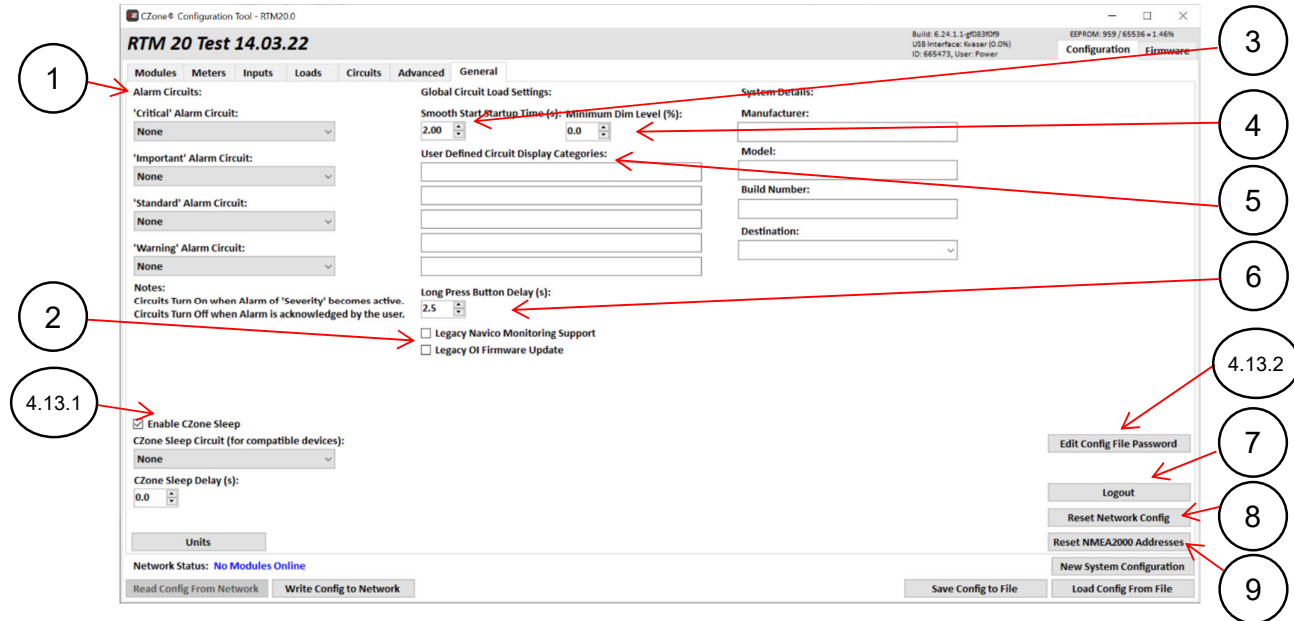 CZone® Configuration Tool - RTM20.0
RTM 20 Test 14.03.22
Build: 6.24.1.1-gf083f0f9
USB Interface: Kvaser (0.0%)
ID: 665473, User: Power
EEPROM: 959 / 65536 = 1.46%
Configuration Firmware
Modules Meters Inputs Loads Circuits Advanced General
Alarm Circuits:
'Critical' Alarm Circuit:
None
'Important' Alarm Circuit:
None
'Standard' Alarm Circuit:
None
'Warning' Alarm Circuit:
None
Notes:
Circuits Turn On when Alarm of 'Severity' becomes active.
Circuits Turn Off when Alarm is acknowledged by the user.
Enable CZone Sleep
CZone Sleep Circuit (for compatible devices):
None
CZone Sleep Delay (s):
0.0
Units
Global Circuit Load Settings:
Smooth Start Startup Time (s): Minimum Dim Level (%):
2.00 0.0
User Defined Circuit Display Categories:
Long Press Button Delay (s):
2.5
Legacy Navico Monitoring Support
Legacy OI Firmware Update
System Details:
Manufacturer:
Model:
Build Number:
Destination:
Edit Config File Password
Logout
Reset Network Config
Reset NMEA2000 Addresses
New System Configuration
Network Status: No Modules Online
Read Config From Network Write Config to Network Save Config to File Load Config From File
1
2
4.13.1
3
4
5
6
4.13.2
7
8
9